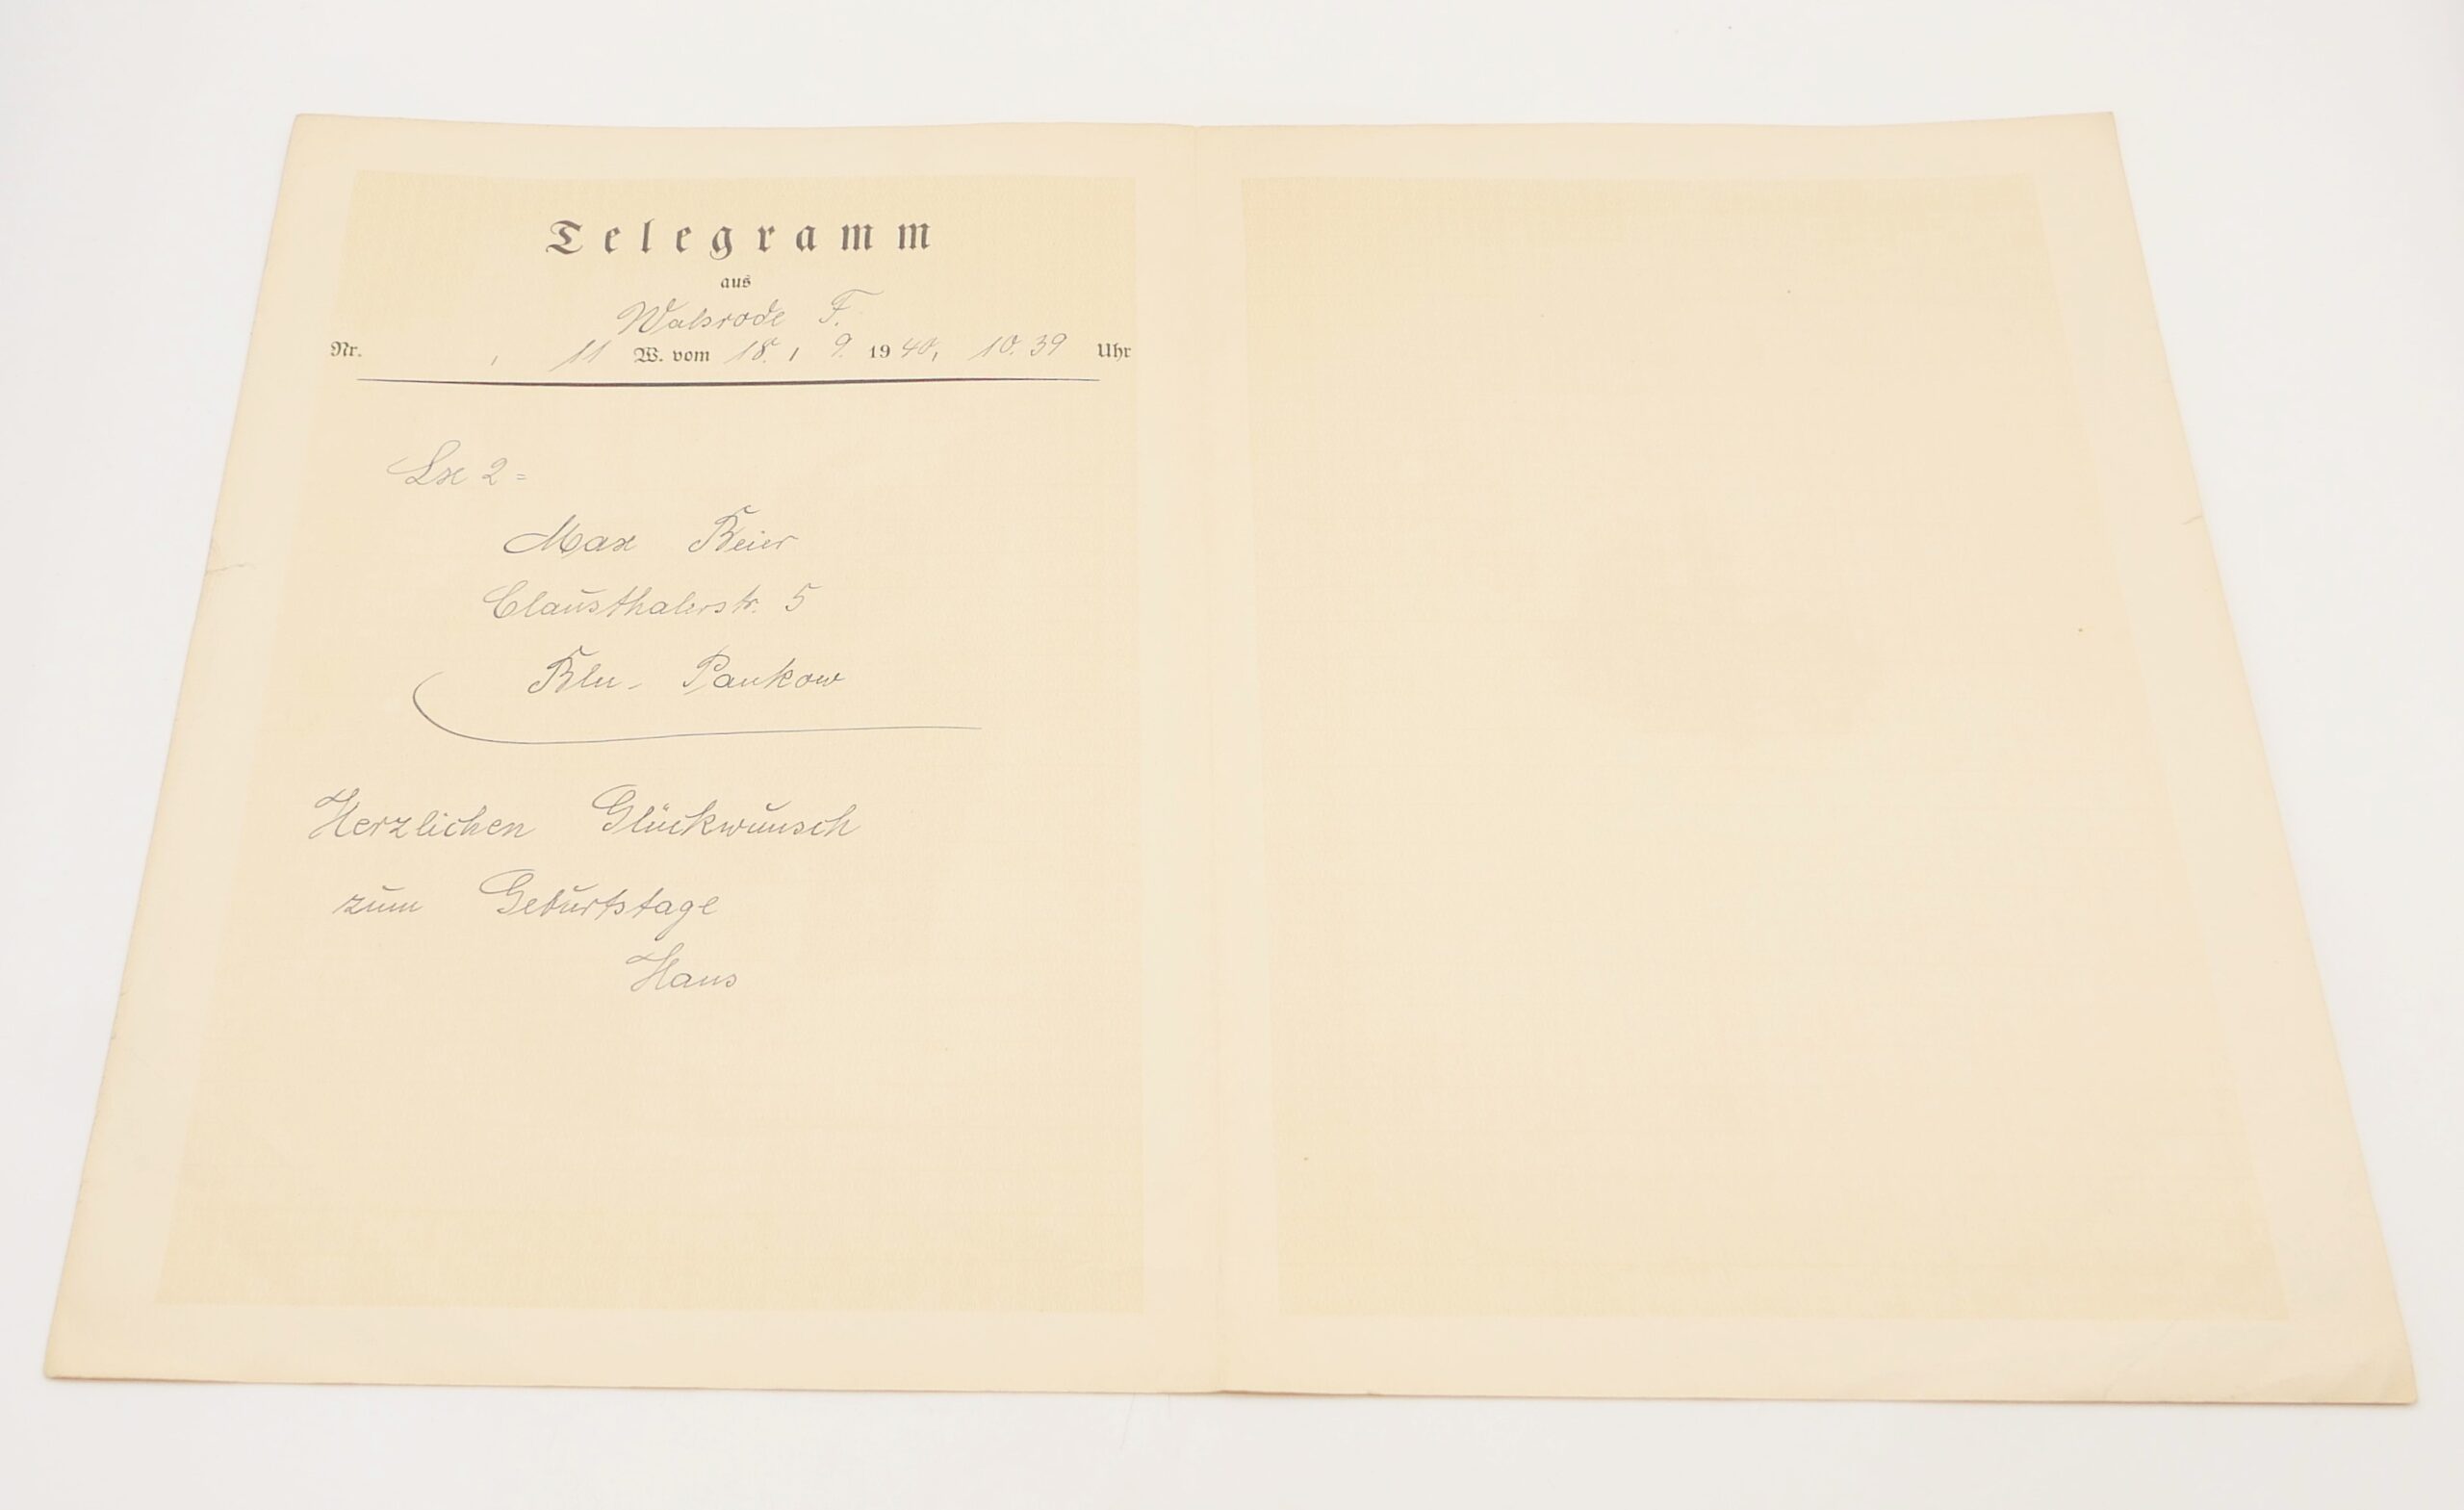 Telegramm
aus
Walsrode F.
Nr. , 11 W. vom 18. / 9. 1940, 10.39 Uhr
Lx 2 =
Max Beier
Clausthalerstr. 5
Bln - Pankow
Herzlichen Glückwunsch
zum Geburtstage
Hans